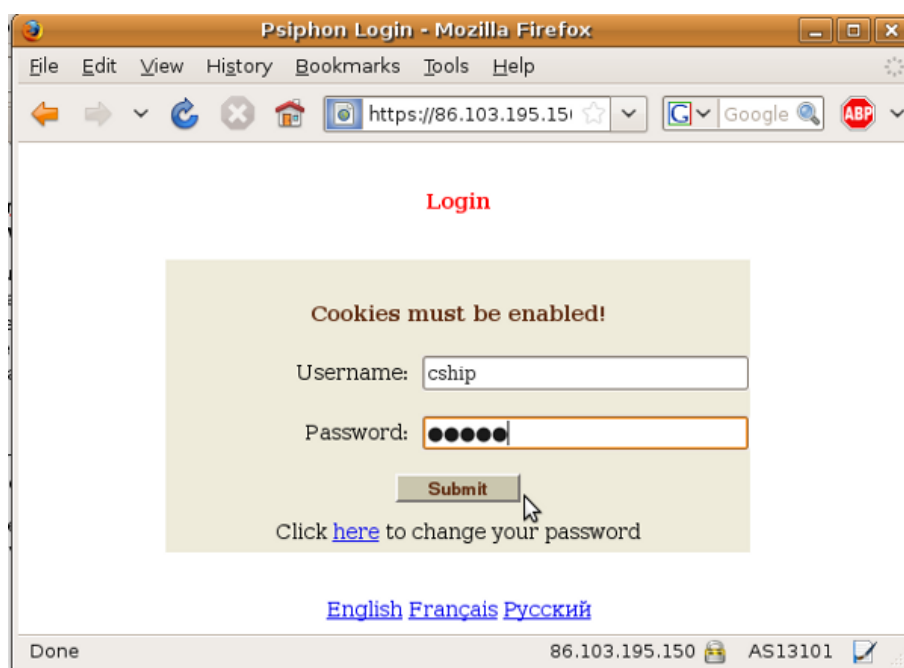 Psiphon Login - Mozilla Firefox
File Edit View History Bookmarks Tools Help
https://86.103.195.15 G Google ABP
Login
Cookies must be enabled!
Username: cship
Password: ●●●●●
Submit
Click here to change your password
English Français Русский
Done 86.103.195.150 AS13101